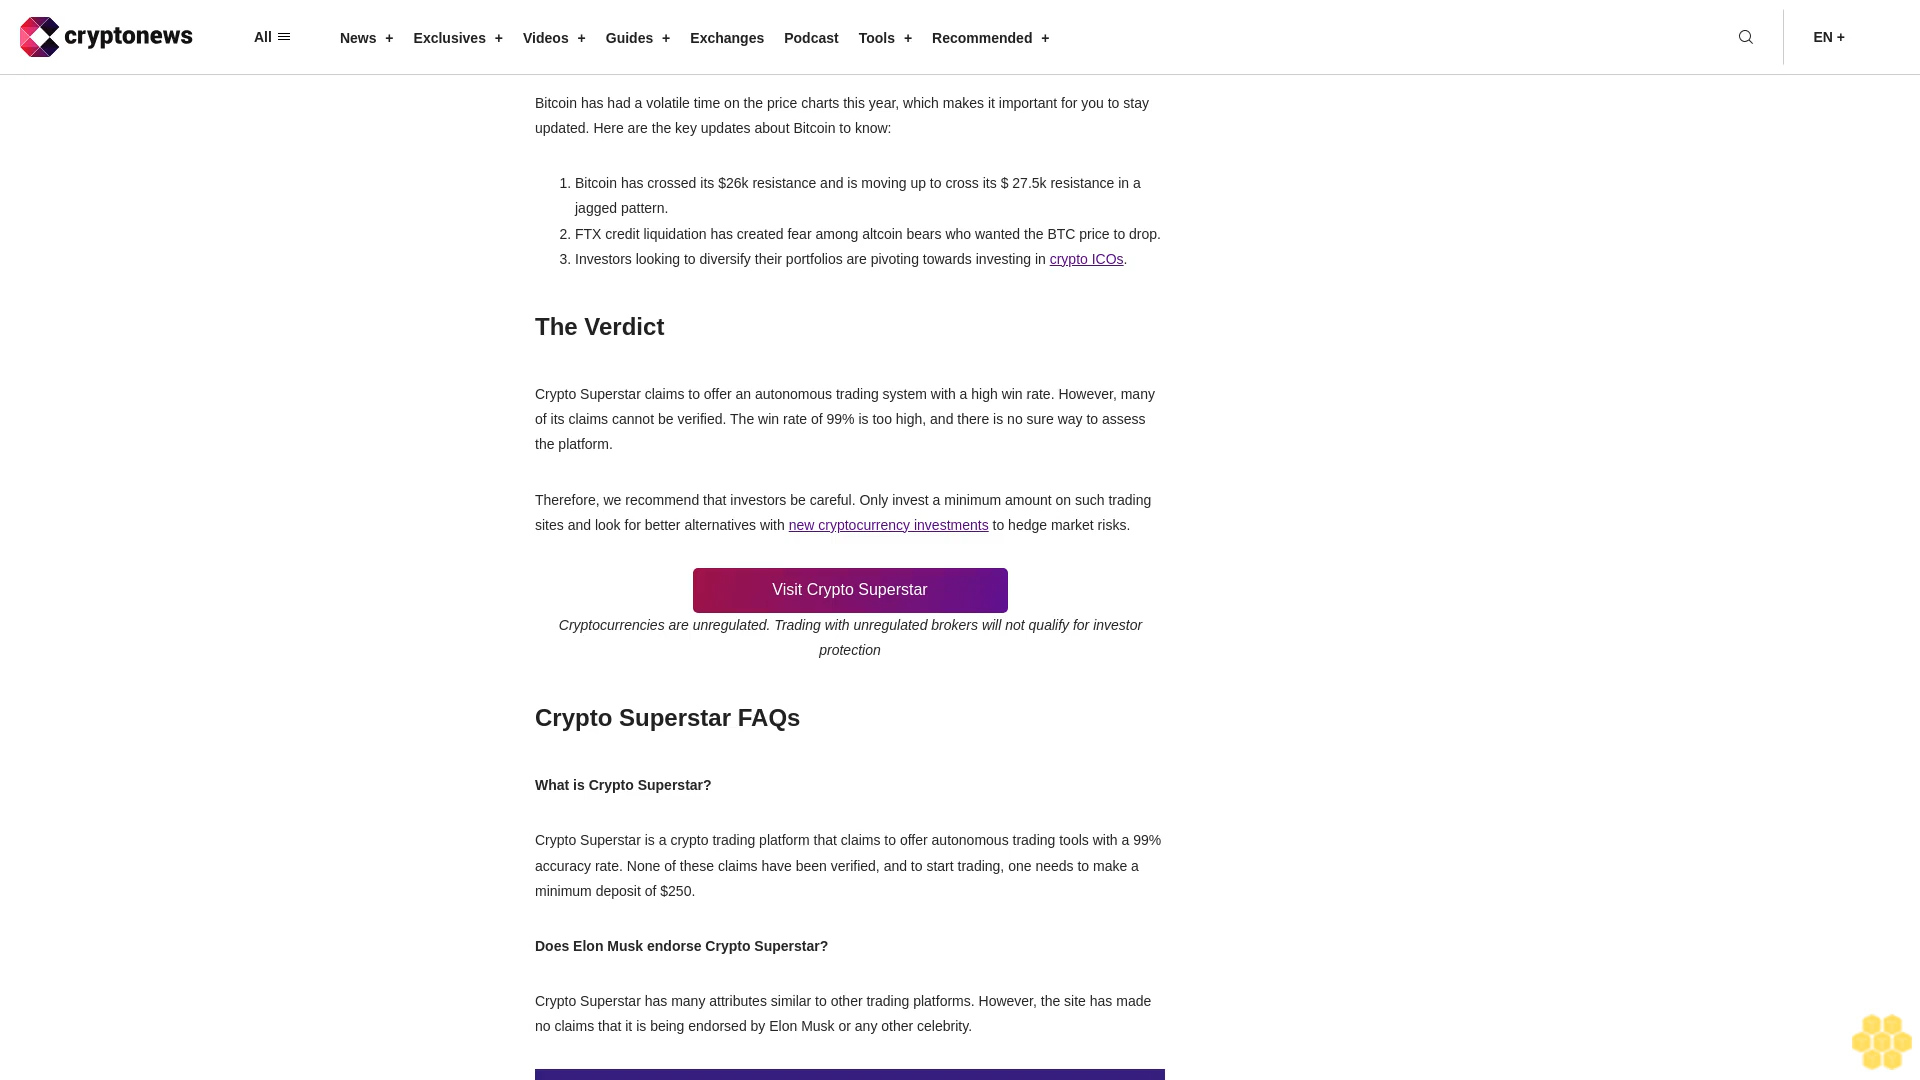 cryptonews
All
News +
Exclusives +
Videos +
Guides +
Exchanges
Podcast
Tools +
Recommended +
EN +
Bitcoin has had a volatile time on the price charts this year, which makes it important for you to stay
updated. Here are the key updates about Bitcoin to know:
1. Bitcoin has crossed its $26k resistance and is moving up to cross its $ 27.5k resistance in a
jagged pattern.
2. FTX credit liquidation has created fear among altcoin bears who wanted the BTC price to drop.
3. Investors looking to diversify their portfolios are pivoting towards investing in crypto ICOs.
The Verdict
Crypto Superstar claims to offer an autonomous trading system with a high win rate. However, many
of its claims cannot be verified. The win rate of 99% is too high, and there is no sure way to assess
the platform.
Therefore, we recommend that investors be careful. Only invest a minimum amount on such trading
sites and look for better alternatives with new cryptocurrency investments to hedge market risks.
Visit Crypto Superstar
Cryptocurrencies are unregulated. Trading with unregulated brokers will not qualify for investor
protection
Crypto Superstar FAQs
What is Crypto Superstar?
Crypto Superstar is a crypto trading platform that claims to offer autonomous trading tools with a 99%
accuracy rate. None of these claims have been verified, and to start trading, one needs to make a
minimum deposit of $250.
Does Elon Musk endorse Crypto Superstar?
Crypto Superstar has many attributes similar to other trading platforms. However, the site has made
no claims that it is being endorsed by Elon Musk or any other celebrity.